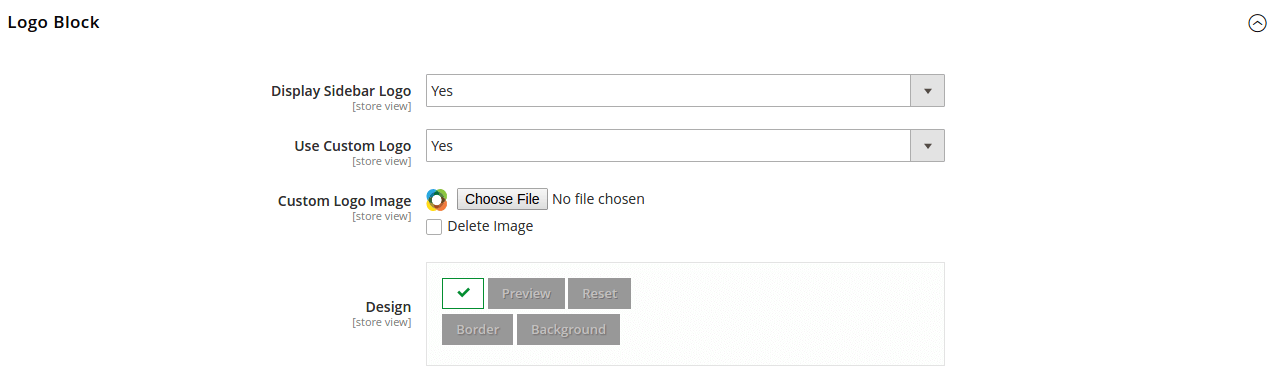 Logo Block
Display Sidebar Logo Yes
[store view]
Use Custom Logo Yes
[store view]
Custom Logo Image Choose File No file chosen
[store view]
Delete Image
Preview Reset
Design
[store view]
Border Background